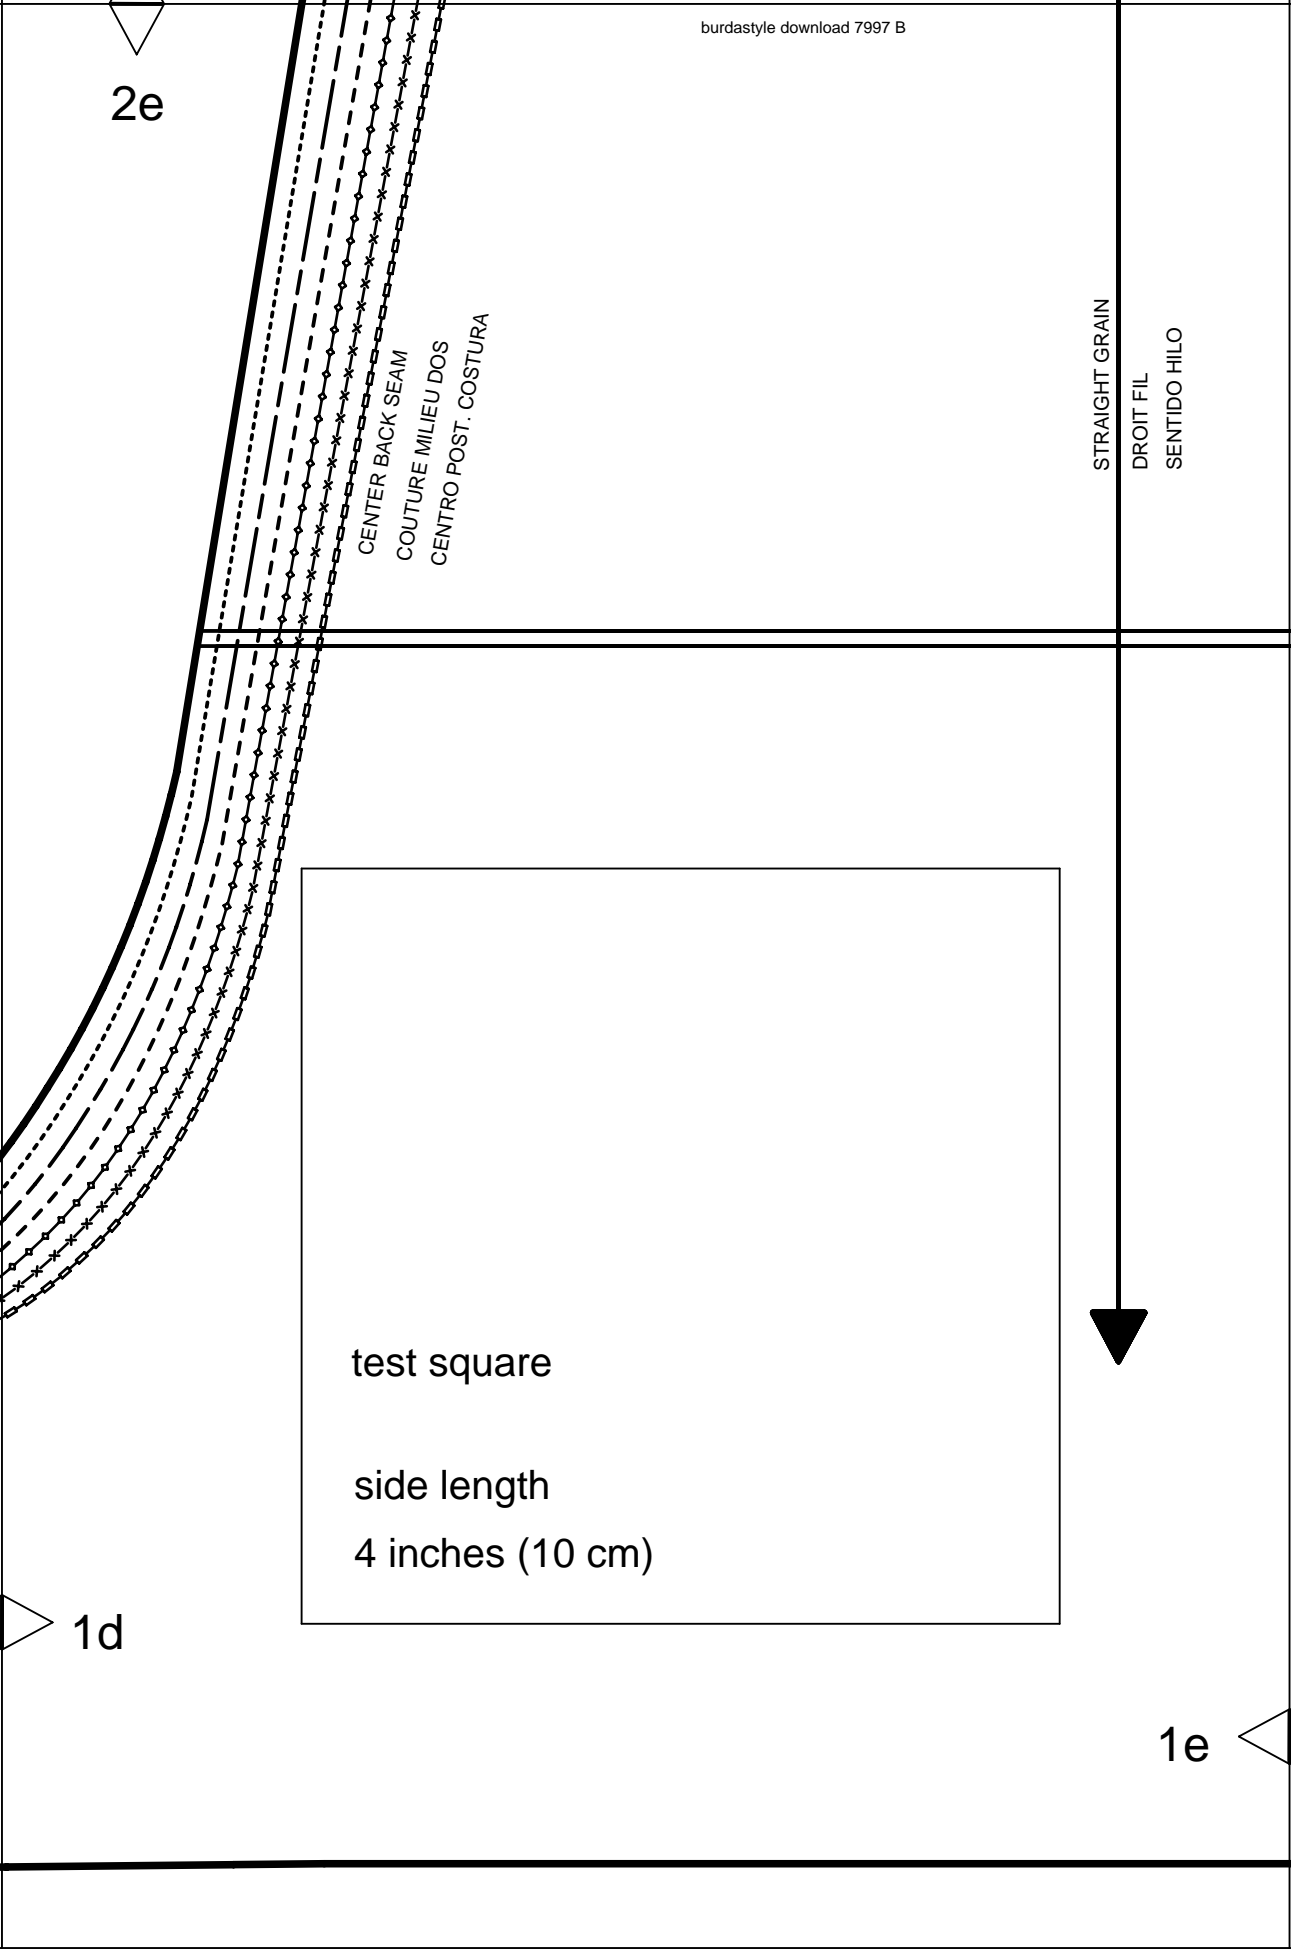 burdastyle download 7997 B
2e
CENTER BACK SEAM
COUTURE MILIEU DOS
CENTRO POST. COSTURA
STRAIGHT GRAIN
DROIT FIL
SENTIDO HILO
test square
side length
4 inches (10 cm)
1d
1e